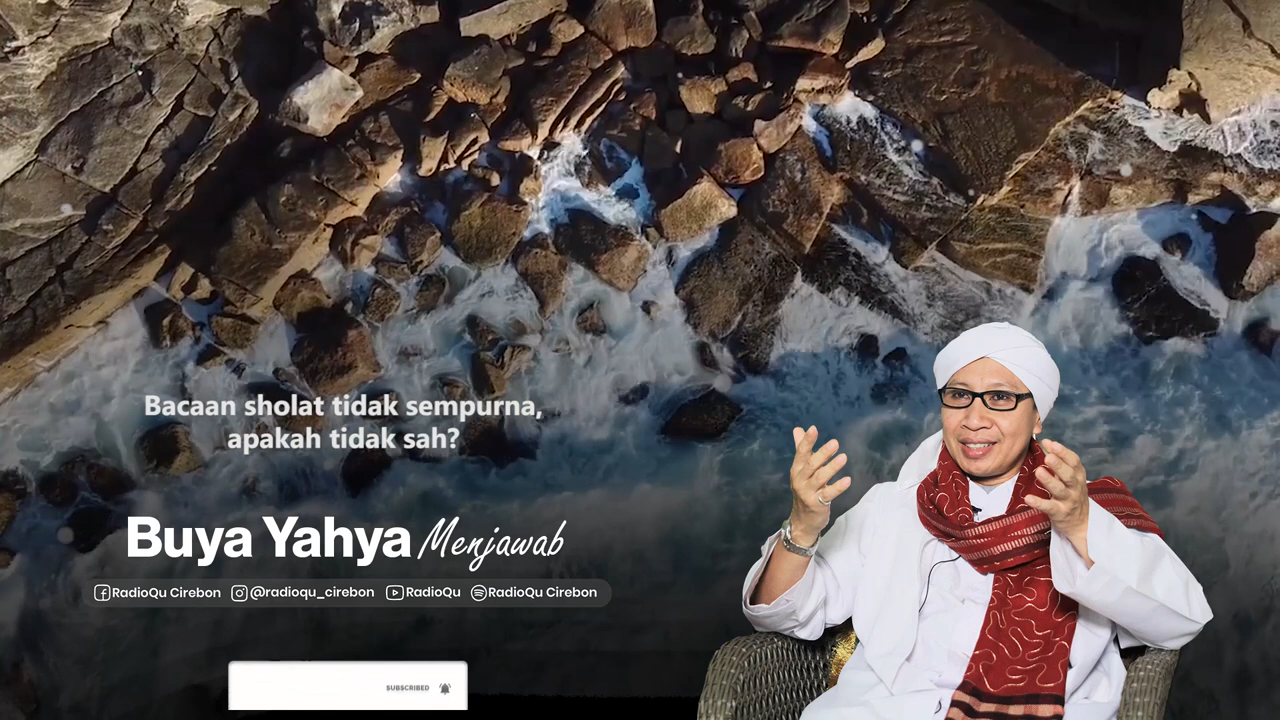 Bacaan sholat tidak sempurna,
apakah tidak sah?
Buya Yahya Menjawab
RadioQu Cirebon @radioqu_cirebon RadioQu RadioQu Cirebon
SUBSCRIBED